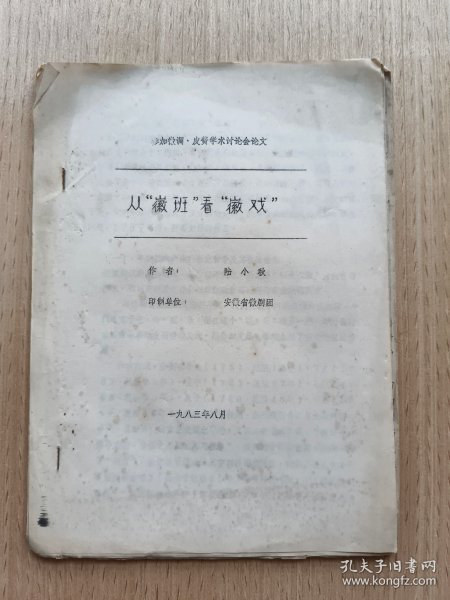 参加徽调·皮黄学术讨论会论文
从“徽班”看“徽戏”
作者： 陆小秋
印刷单位： 安徽省徽剧团
一九八三年八月
孔夫子旧书网
www.kongfz.com